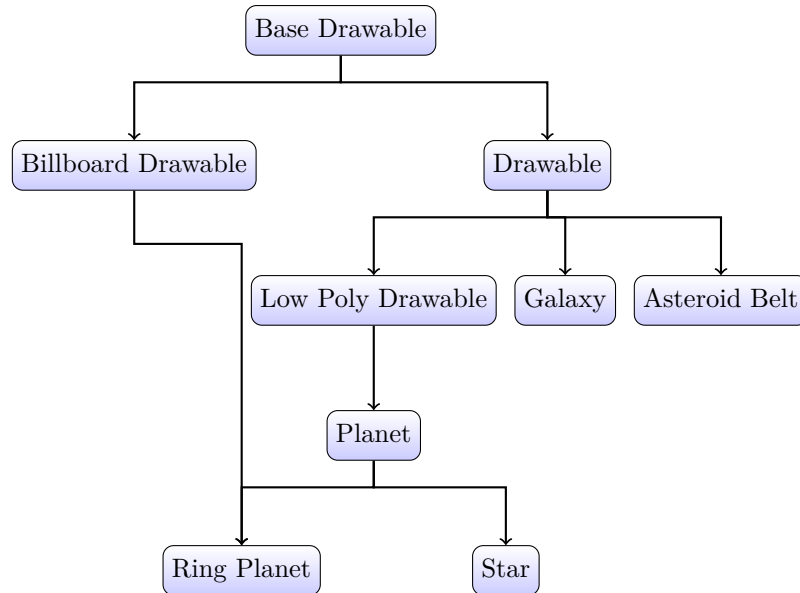 Base Drawable
Billboard Drawable
Drawable
Low Poly Drawable
Galaxy
Asteroid Belt
Planet
Ring Planet
Star